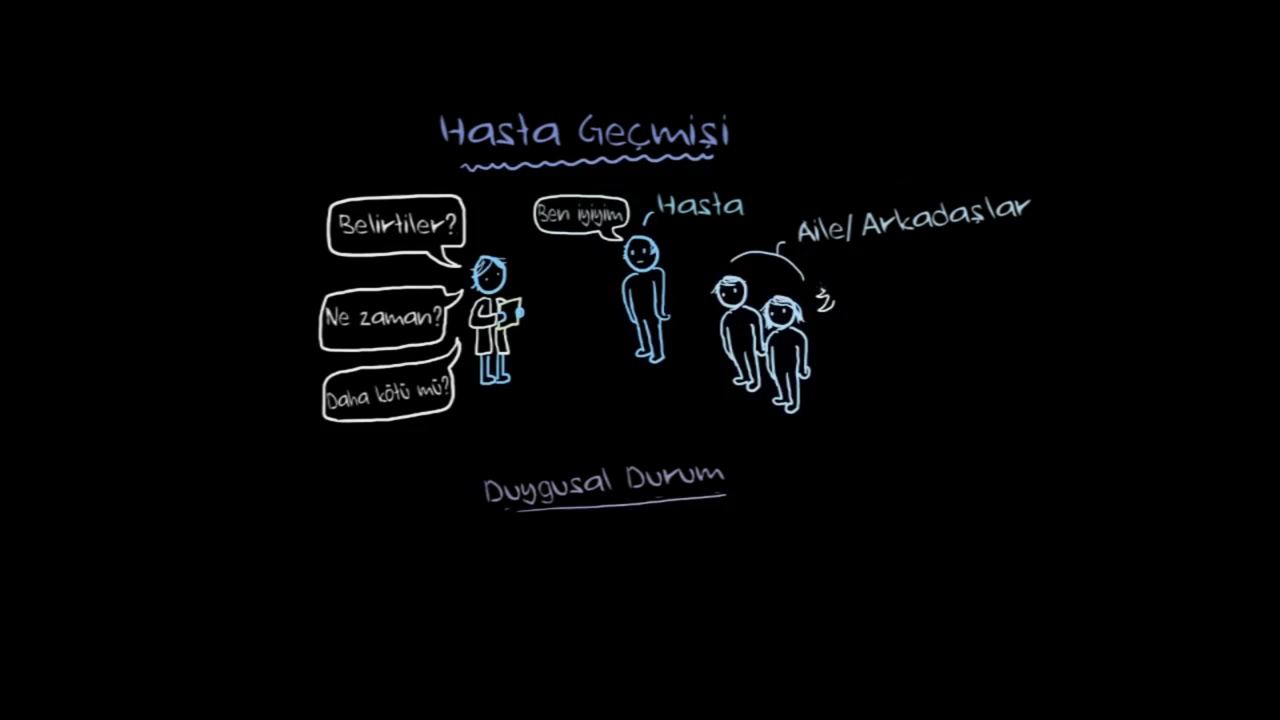 Hasta Geçmişi
Belirtiler?
Ben iyiyim
Hasta
Aile/Arkadaşlar
Ne zaman?
Daha kötü mü?
Duygusal Durum